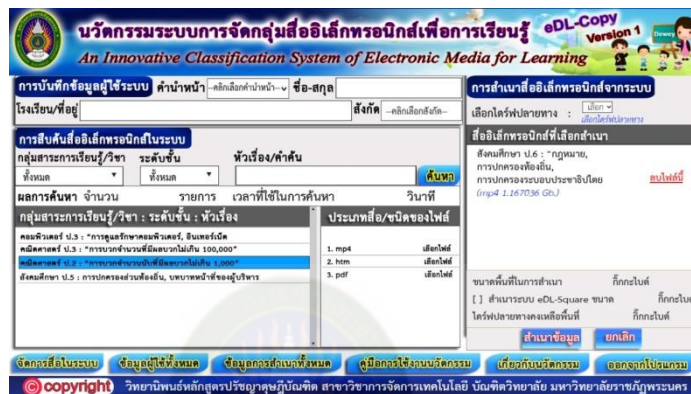 นวัตกรรมระบบการจัดกลุ่มสื่ออิเล็กทรอนิกส์เพื่อการเรียนรู้
eDL-Copy
Version 1
Dewey
An Innovative Classification System of Electronic Media for Learning
การบันทึกข้อมูลผู้ใช้ระบบ คำนำหน้า --คลิกเลือกคำนำหน้า-- ชื่อ-สกุล
โรงเรียน/ที่อยู่ สังกัด --คลิกเลือกสังกัด--
การสืบค้นสื่ออิเล็กทรอนิกส์ในระบบ
กลุ่มสาระการเรียนรู้/วิชา ระดับชั้น หัวเรื่อง/คำค้น
ทั้งหมด ทั้งหมด ค้นหา
ผลการค้นหา จำนวน รายการ เวลาที่ใช้ในการค้นหา วินาที
กลุ่มสาระการเรียนรู้/วิชา : ระดับชั้น : หัวเรื่อง
คอมพิวเตอร์ ป.3 : "การดูแลรักษาคอมพิวเตอร์, อินเทอร์เน็ต
คณิตศาสตร์ ป.3 : "การบวกจำนวนที่มีผลบวกไม่เกิน 100,000"
คณิตศาสตร์ ป.2 : "การบวกจำนวนนับที่มีผลบวกไม่เกิน 1,000"
สังคมศึกษา ป.5 : การปกครองส่วนท้องถิ่น, บทบาทหน้าที่ของผู้บริหาร
ประเภทสื่อ/ชนิดของไฟล์
1. mp4 เลือกไฟล์
2. htm เลือกไฟล์
3. pdf เลือกไฟล์
การสำเนาสื่ออิเล็กทรอนิกส์จากระบบ
เลือกไดร์ฟปลายทาง : เลือก
เลือกไดร์ฟปลายทาง
สื่ออิเล็กทรอนิกส์ที่เลือกสำเนา
สังคมศึกษา ป.6 : "กฎหมาย,
การปกครองท้องถิ่น,
การปกครองระบอบประชาธิปไตย ลบไฟล์นี้
(mp4 1.167036 Gb.)
ขนาดพื้นที่ในการสำเนา กิ๊กกะไบต์
[ ] สำเนาระบบ eDL-Square ขนาด กิ๊กกะไบต์
ไดร์ฟปลายทางคงเหลือพื้นที่ กิ๊กกะไบต์
สำเนาข้อมูล ยกเลิก
จัดการสื่อในระบบ ข้อมูลผู้ใช้ทั้งหมด ข้อมูลการสำเนาทั้งหมด คู่มือการใช้งานนวัตกรรม เกี่ยวกับนวัตกรรม ออกจากโปรแกรม
© copyright วิทยานิพนธ์หลักสูตรปรัชญาดุษฎีบัณฑิต สาขาวิชาการจัดการเทคโนโลยี บัณฑิตวิทยาลัย มหาวิทยาลัยราชภัฏพระนคร